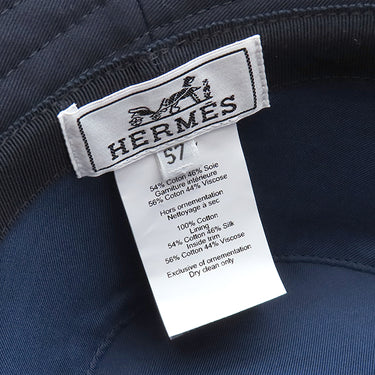 HERMÈS
57
54% Coton 46% Soie
Garniture intérieure
56% Coton 44% Viscose
Hors ornementation
Nettoyage à sec
100% Cotton
Lining
54% Cotton 46% Silk
Inside trim
56% Cotton 44% Viscose
Exclusive of ornementation
Dry clean only